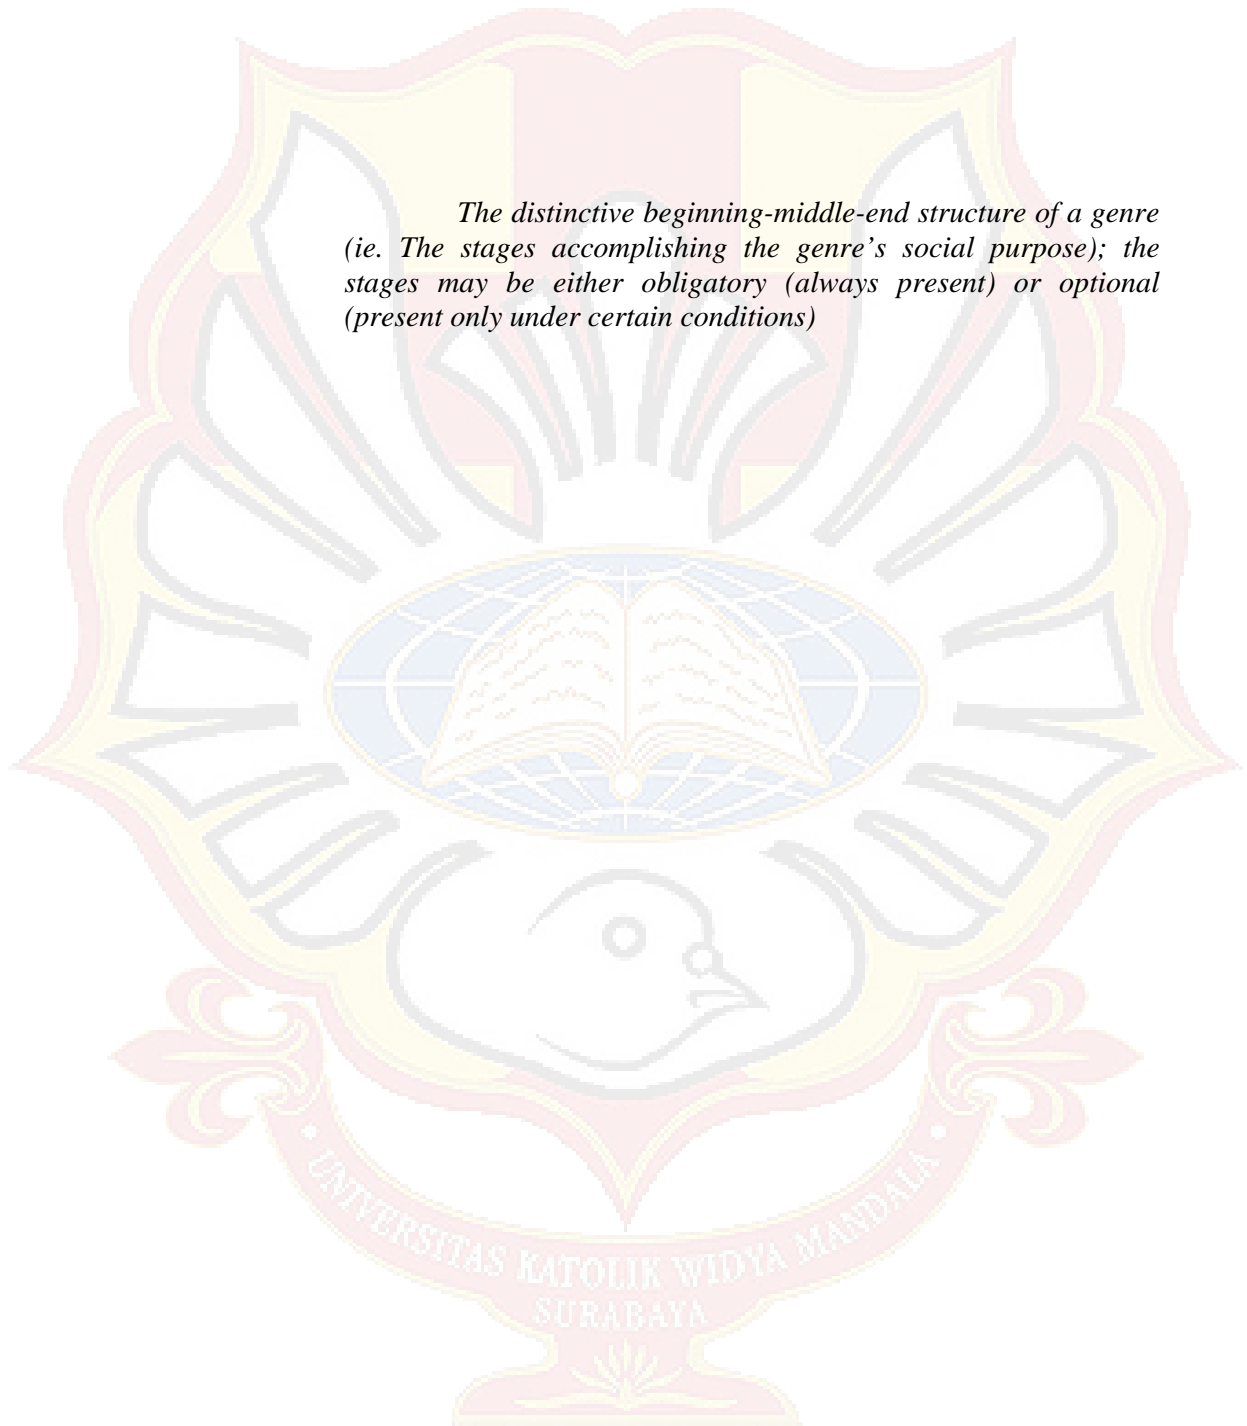 The distinctive beginning-middle-end structure of a genre
(ie. The stages accomplishing the genre’s social purpose); the
stages may be either obligatory (always present) or optional
(present only under certain conditions)
UNIVERSITAS KATOLIK WIDYA MANDALA
SURABAYA